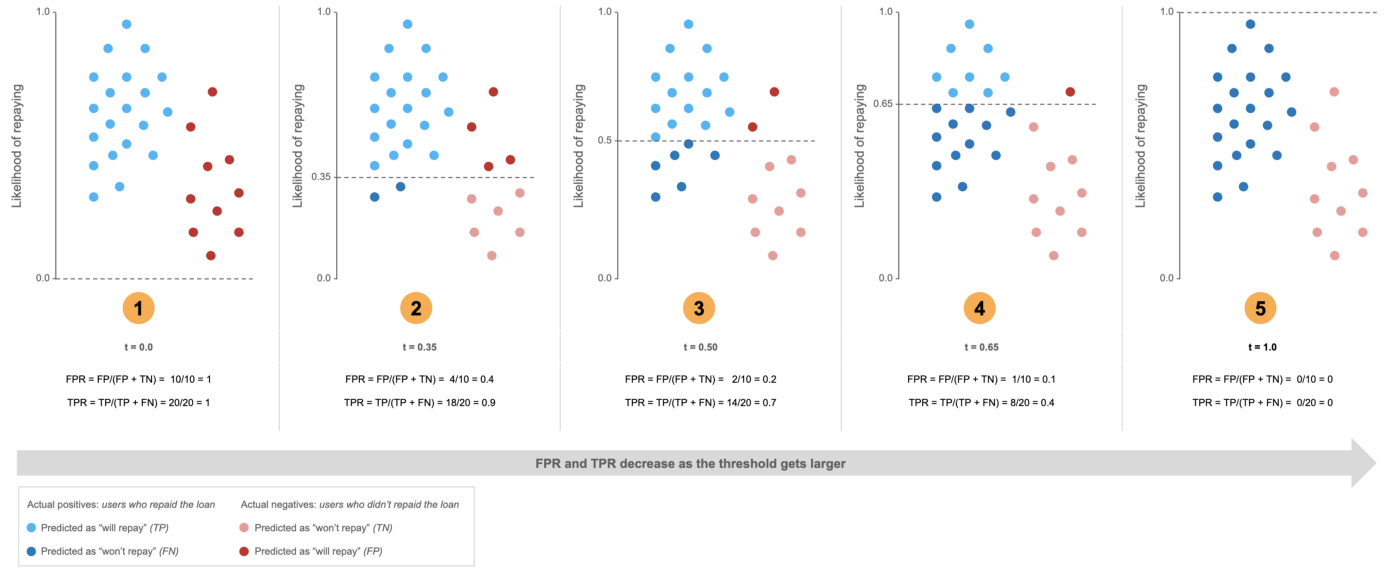 1.0
Likelihood of repaying
0.0
1
t = 0.0
FPR = FP/(FP + TN) = 10/10 = 1
TPR = TP/(TP + FN) = 20/20 = 1
1.0
Likelihood of repaying
0.35
0.0
2
t = 0.35
FPR = FP/(FP + TN) = 4/10 = 0.4
TPR = TP/(TP + FN) = 18/20 = 0.9
1.0
Likelihood of repaying
0.5
0.0
3
t = 0.50
FPR = FP/(FP + TN) = 2/10 = 0.2
TPR = TP/(TP + FN) = 14/20 = 0.7
1.0
Likelihood of repaying
0.65
0.0
4
t = 0.65
FPR = FP/(FP + TN) = 1/10 = 0.1
TPR = TP/(TP + FN) = 8/20 = 0.4
1.0
Likelihood of repaying
0.0
5
t = 1.0
FPR = FP/(FP + TN) = 0/10 = 0
TPR = TP/(TP + FN) = 0/20 = 0
FPR and TPR decrease as the threshold gets larger
Actual positives: users who repaid the loan
Predicted as “will repay” (TP)
Predicted as “won’t repay” (FN)
Actual negatives: users who didn’t repaid the loan
Predicted as “won’t repay” (TN)
Predicted as “will repay” (FP)